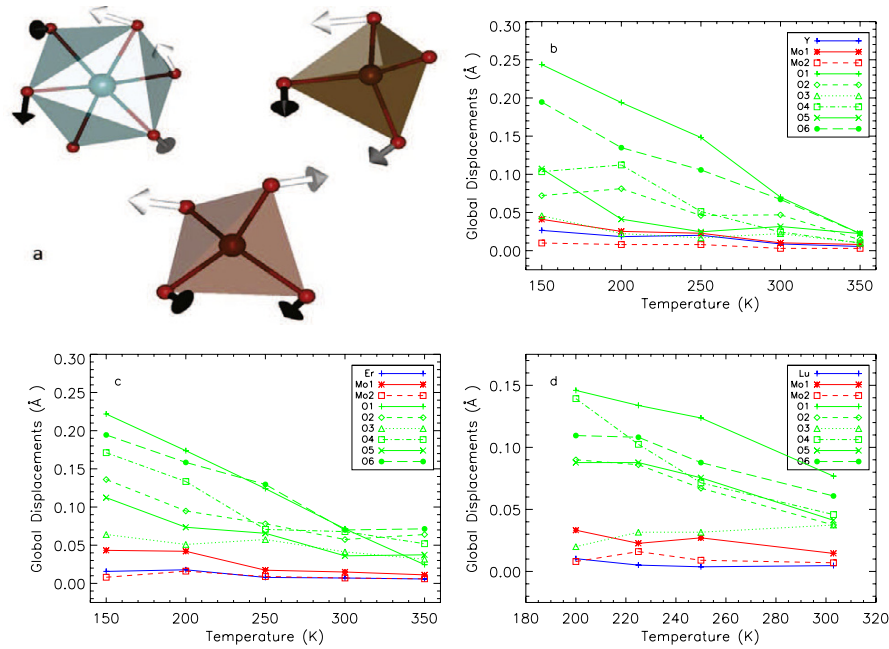 a
b
Global Displacements (Å )
0.30
0.25
0.20
0.15
0.10
0.05
0.00
150 200 250 300 350
Temperature (K)
Y
Mo1
Mo2
O1
O2
O3
O4
O5
O6
c
Global Displacements (Å )
0.30
0.25
0.20
0.15
0.10
0.05
0.00
150 200 250 300 350
Temperature (K)
Er
Mo1
Mo2
O1
O2
O3
O4
O5
O6
d
Global Displacements (Å )
0.15
0.10
0.05
0.00
180 200 220 240 260 280 300 320
Temperature (K)
Lu
Mo1
Mo2
O1
O2
O3
O4
O5
O6